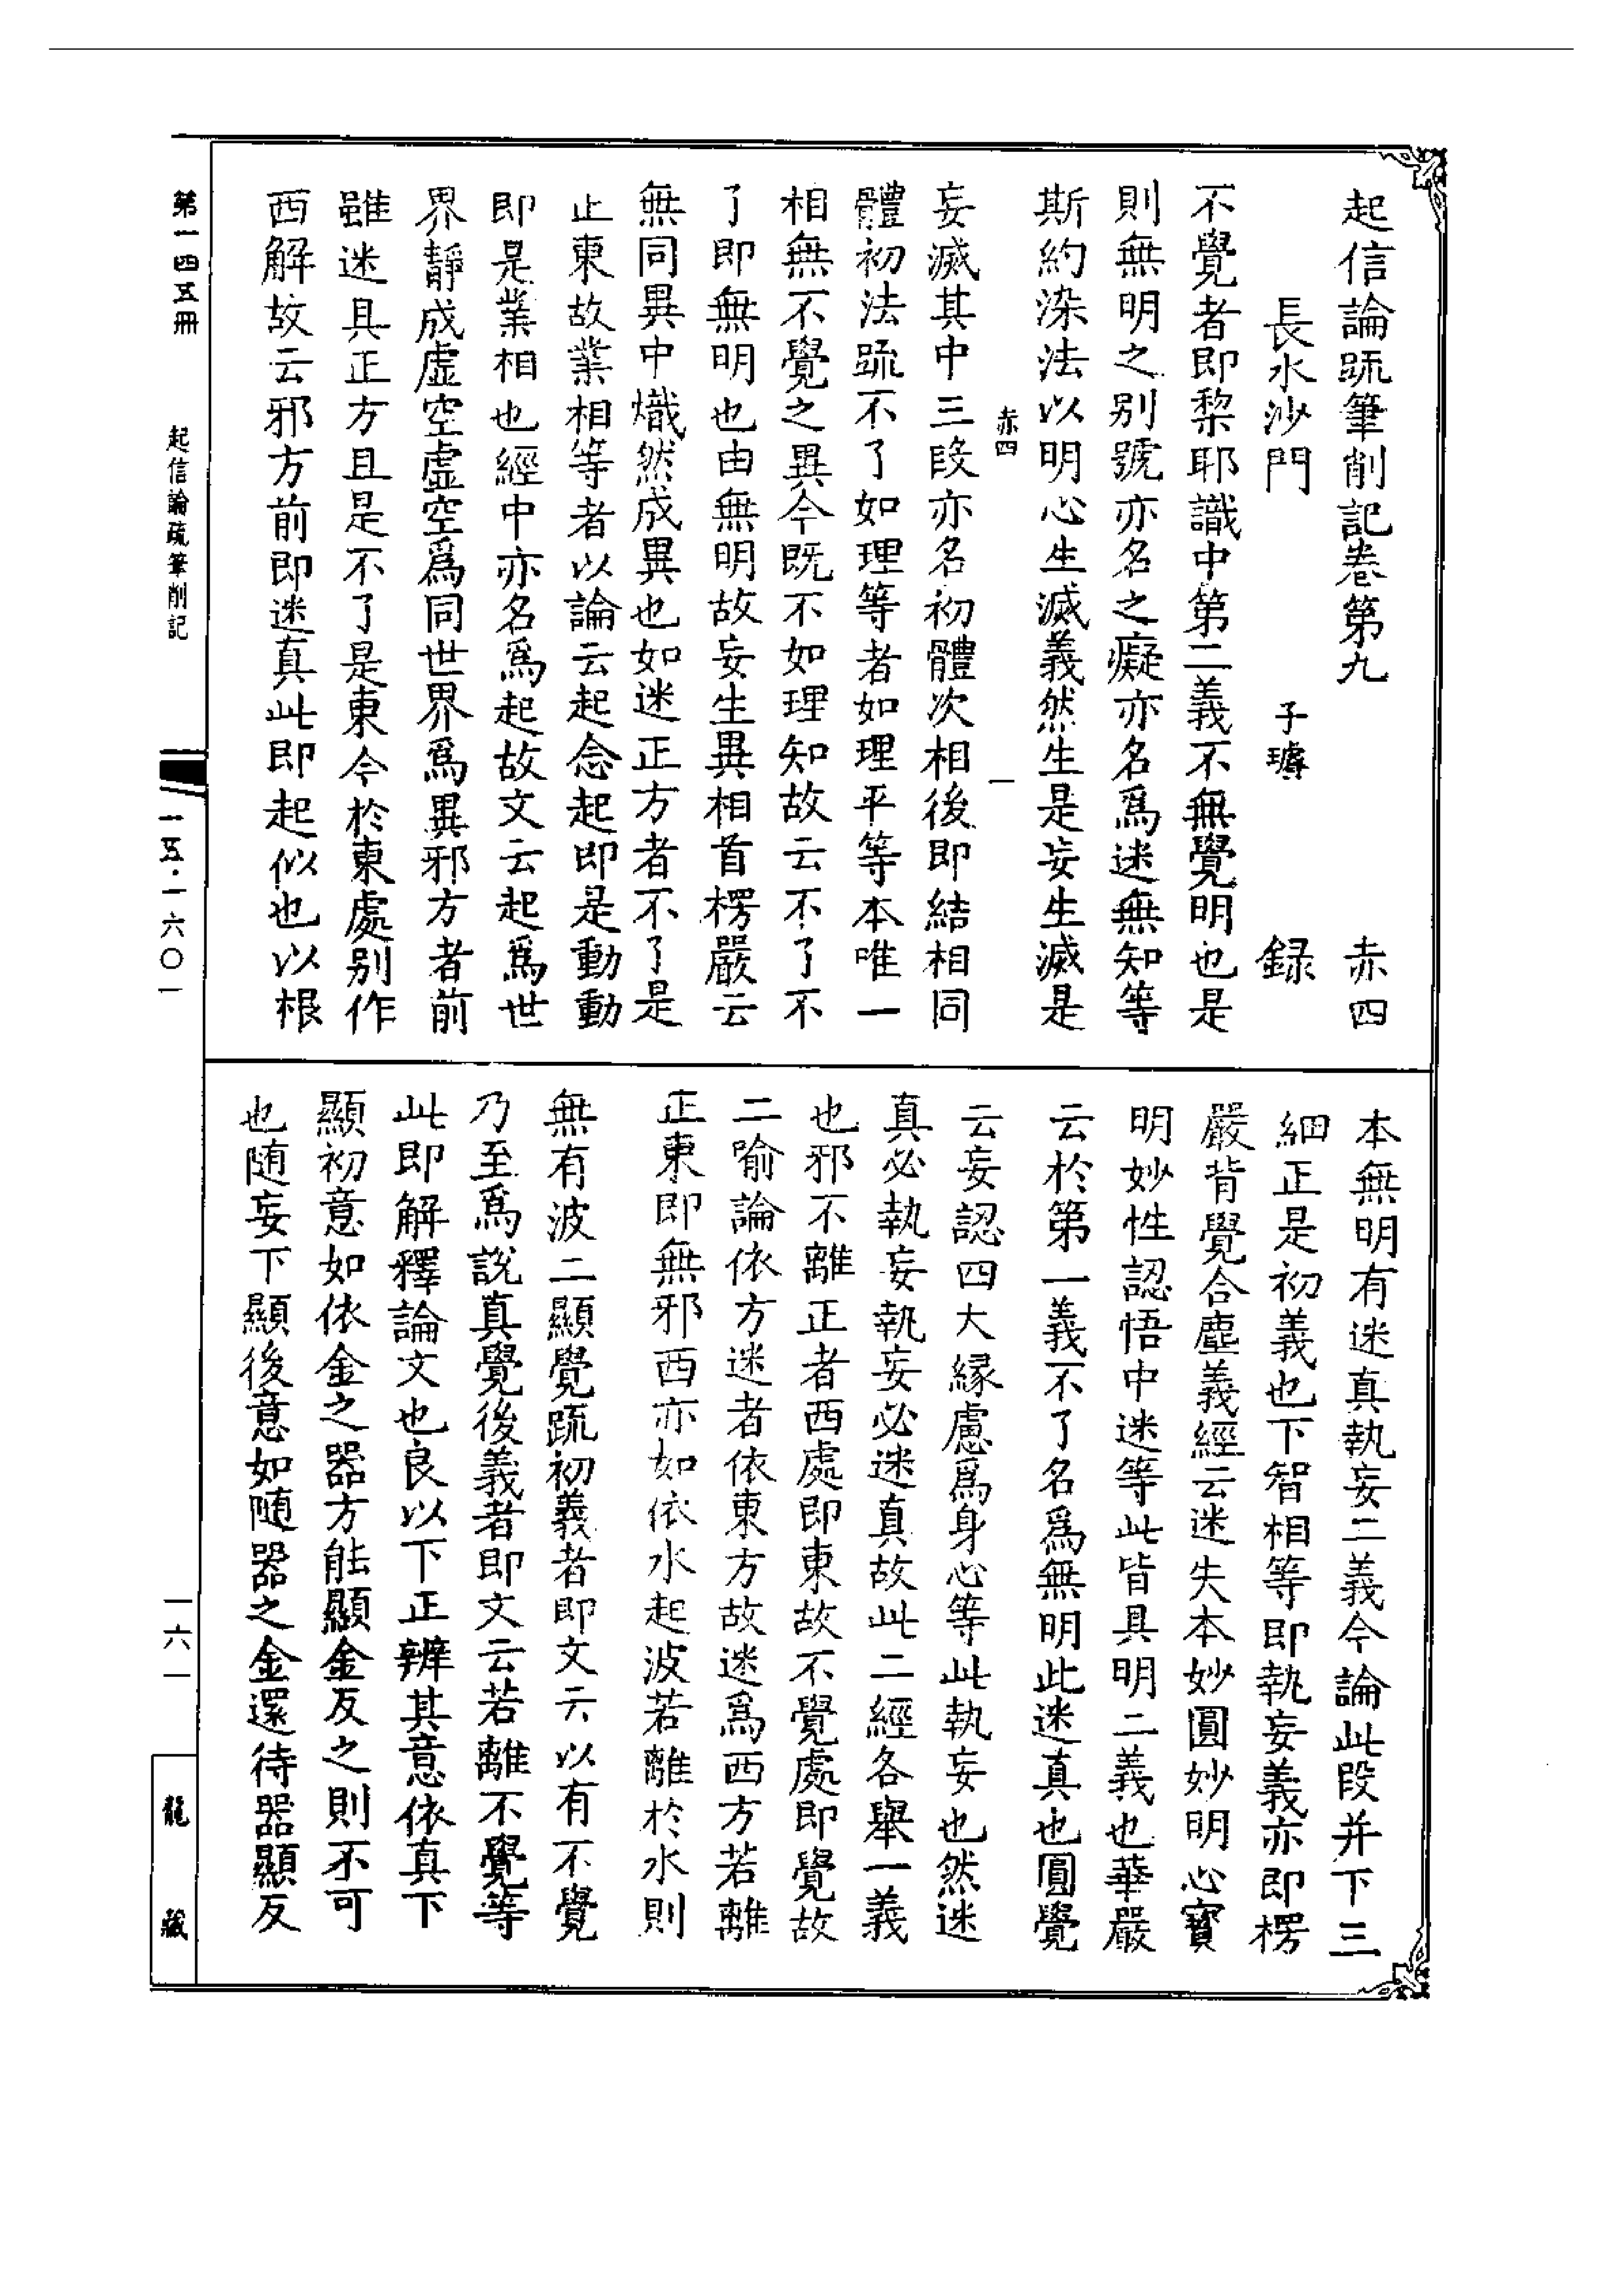 起信論䟽筆削記卷第九　赤四
長水沙門　子璿　録
不覺者即棃耶識中第二義不無覺明也是
則無明之别號亦名之癡亦名爲迷無知等
斯約染法以明心生滅義然生是妄生滅是
赤四　一
妄滅其中三段亦名初體次相後即結相同
體初法䟽不了如理等者如理平等本唯一
相無不覺之異今既不如理知故云不了不
了即無明也由無明故妄生異相首楞嚴云
無同異中熾然成異也如迷正方者不了是
正東故業相等者以論云起念起即是動動
即是業相也經中亦名爲起故文云起爲世
界靜成虚空虚空爲同世界爲異邪方者前
雖迷具正方且是不了是東今於東處别作
西解故云邪方前即迷真此即起似也以根
本無明有迷真執妄二義今論此段并下三
細正是初義也下智相等即執妄義亦即楞
嚴背覺合塵義經云迷失本妙圓妙明心寳
明妙性認悟中迷等此皆具明二義也華嚴
云於第一義不了名爲無明此迷真也圓覺
云妄認四大緣慮爲身心等此執妄也然迷
真必執妄執妄必迷真故此二經各舉一義
也邪不離正者西處即東故不覺處即覺故
二喻論依方迷者依東方故迷爲西方若離
正東即無邪西亦如依水起波若離於水則
無有波二顯覺䟽初義者即文云以有不覺
乃至爲說真覺後義者即文云若離不覺等
此即解釋論文也良以下正辨其意依真下
顯初意如依金之器方能顯金反之則不可
也随妄下顯後意如随器之金還待器顯反
第一四五冊　起信論疏筆削記　一五·一六〇一
一六一　龍藏